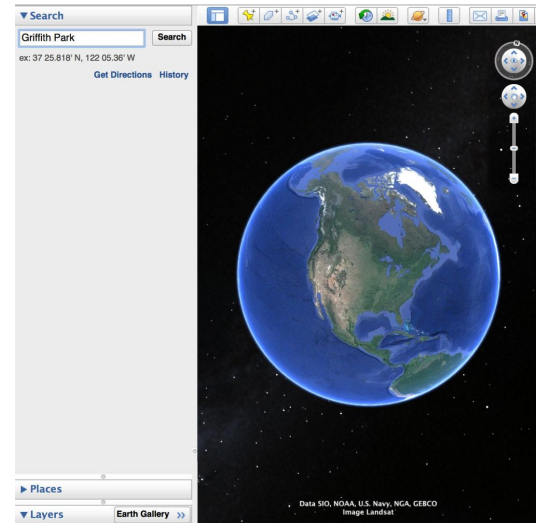 ▼ Search
Griffith Park
Search
ex: 37 25.818' N, 122 05.36' W
Get Directions History
▶ Places
▼ Layers
Earth Gallery >>
N
Data SIO, NOAA, U.S. Navy, NGA, GEBCO
Image Landsat